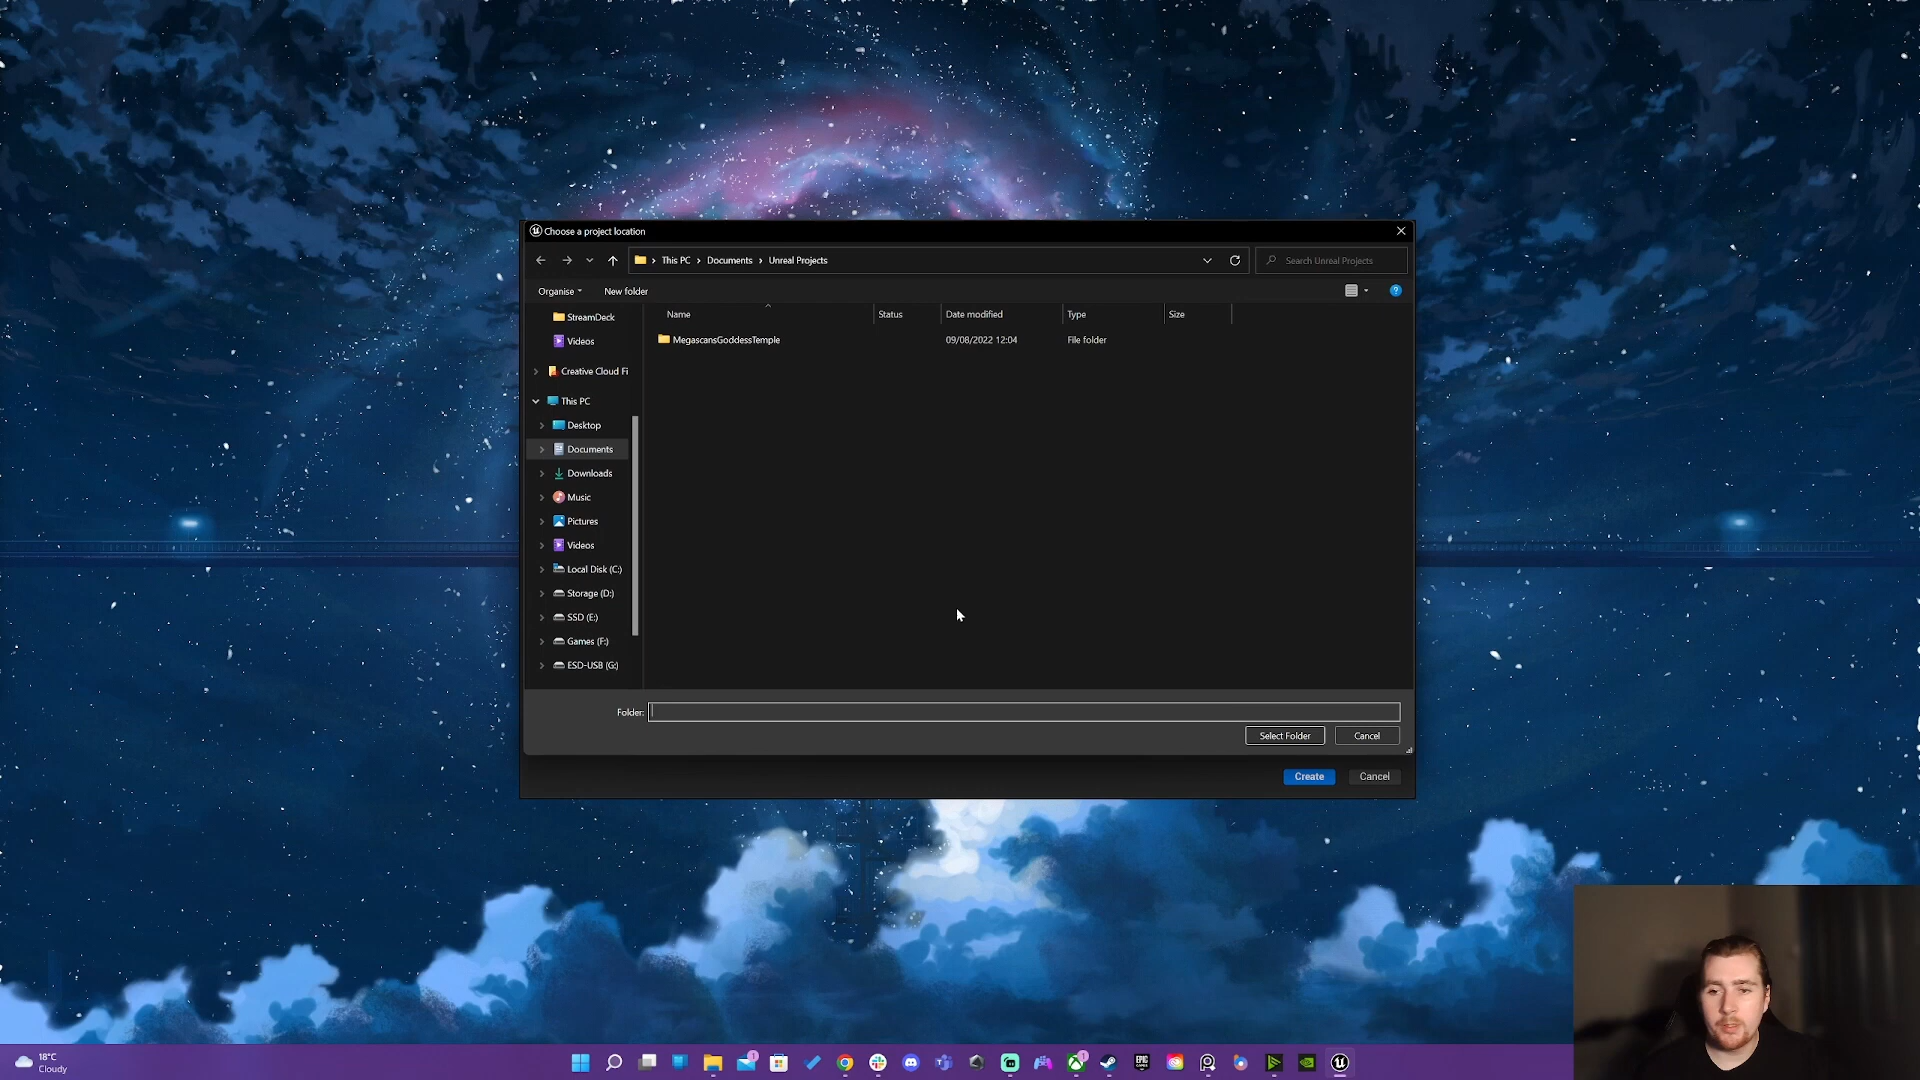 Choose a project location
This PC > Documents > Unreal Projects
Search Unreal Projects
Organise
New folder
Name
Status
Date modified
Type
Size
MegascansGoddessTemple
09/08/2022 12:04
File folder
StreamDeck
Videos
Creative Cloud Fi
This PC
Desktop
Documents
Downloads
Music
Pictures
Videos
Local Disk (C:)
Storage (D:)
SSD (E:)
Games (F:)
ESD-USB (G:)
Folder:
Select Folder
Cancel
Create
Cancel
18°C
Cloudy